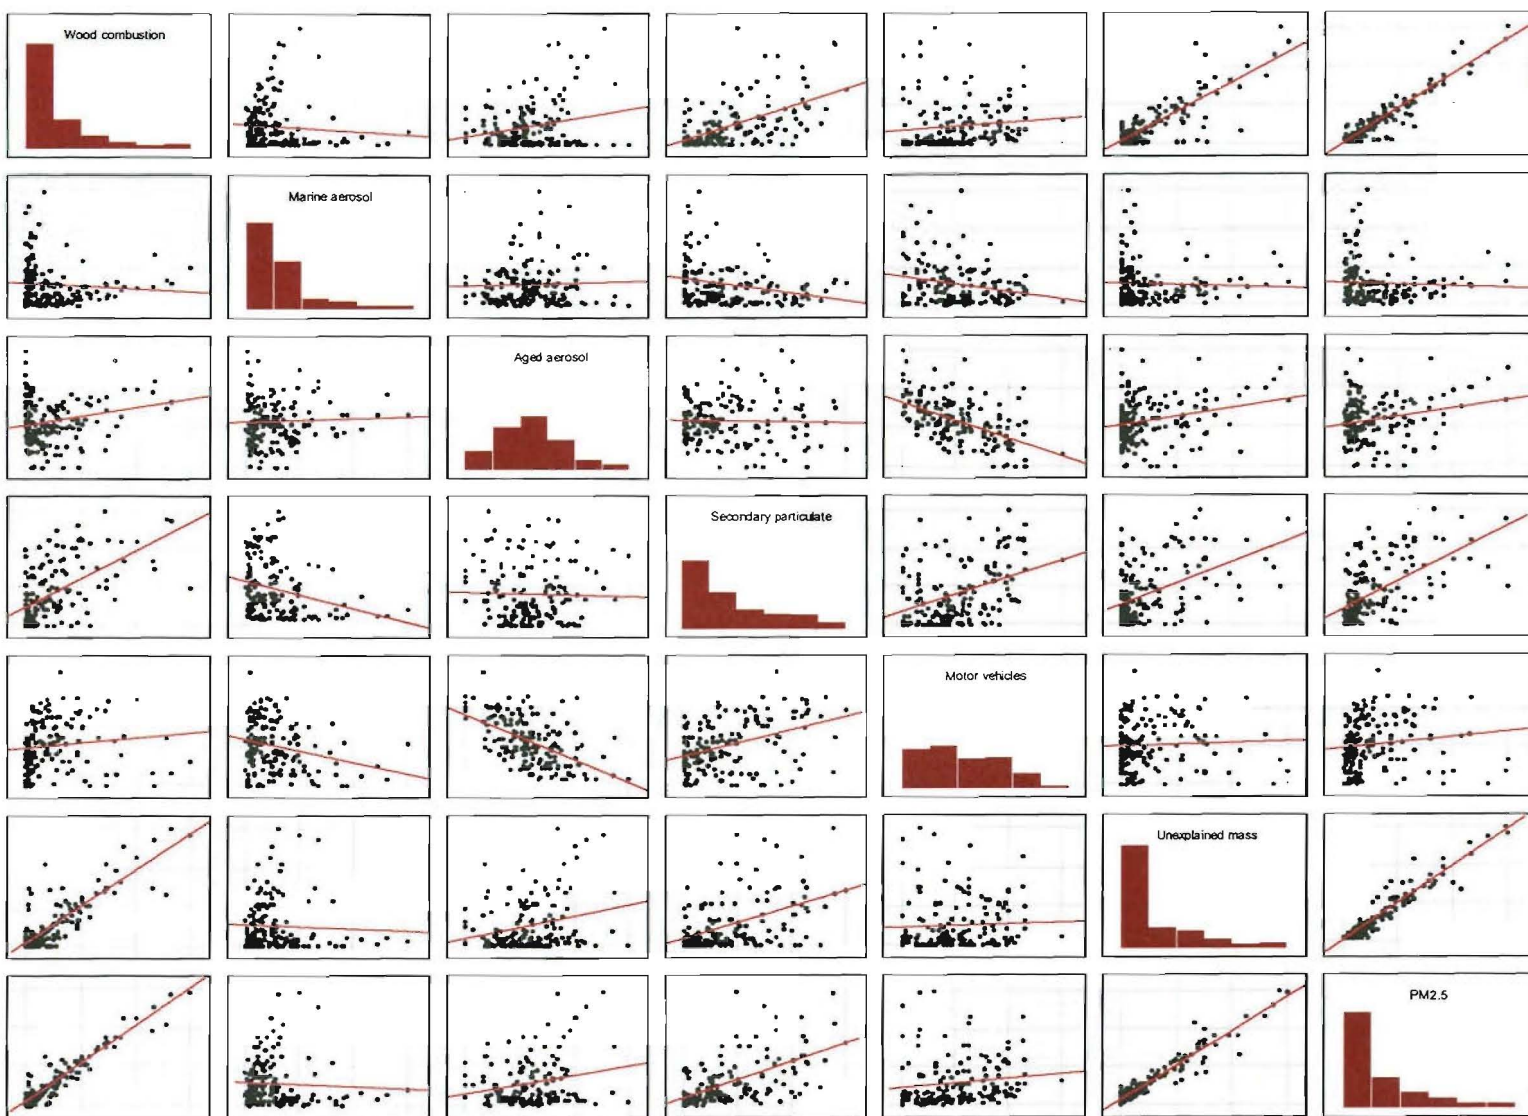 Wood combustion
Marine aerosol
Aged aerosol
Secondary particulate
Motor vehicles
Unexplained mass
PM2.5